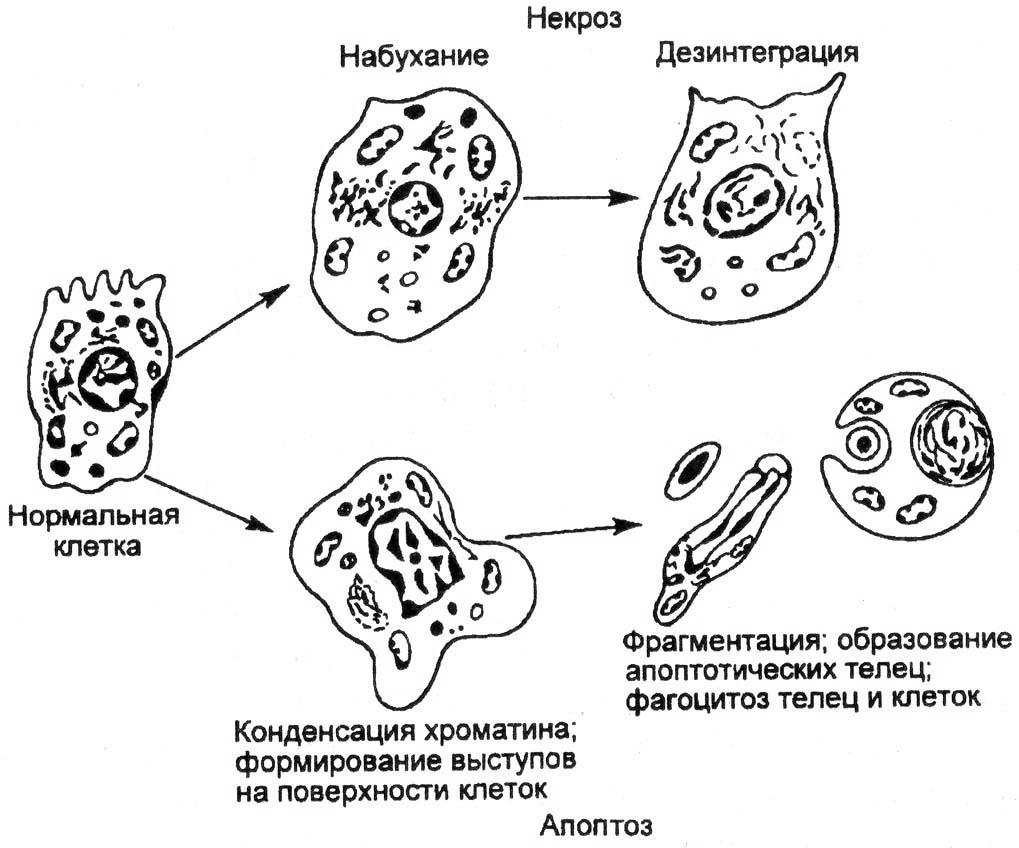 Некроз
Набухание
Дезинтеграция
Нормальная
клетка
Фрагментация; образование
апоптотических телец;
фагоцитоз телец и клеток
Конденсация хроматина;
формирование выступов
на поверхности клеток
Апоптоз